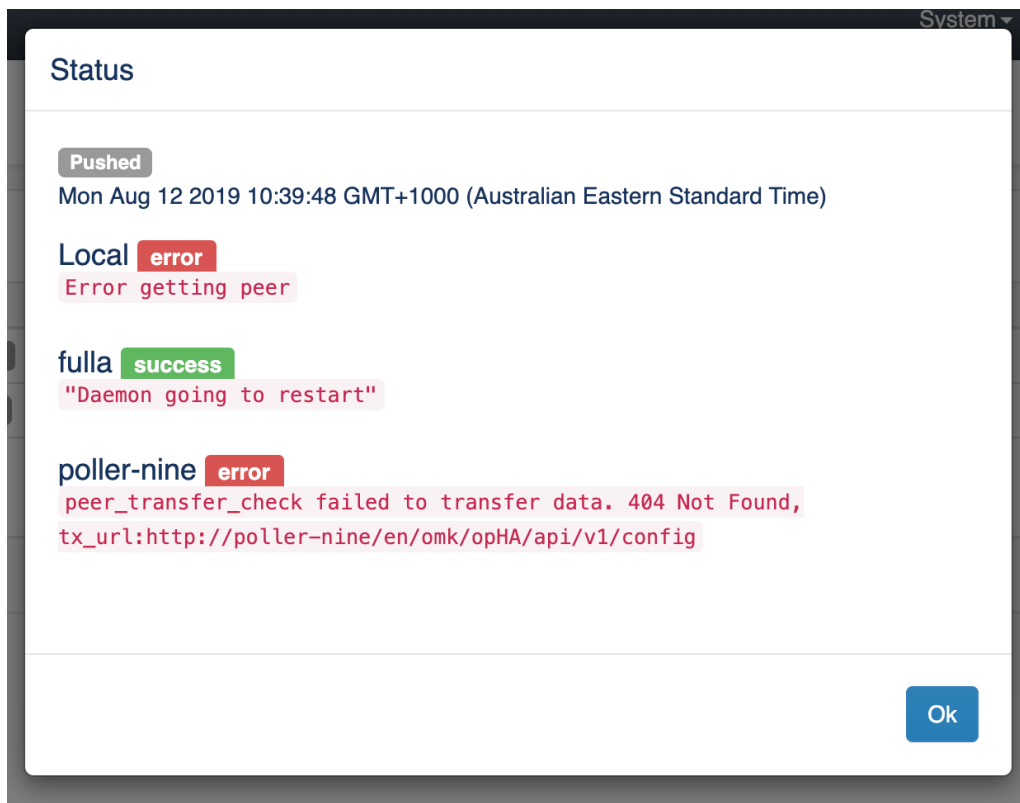 System
Status
Pushed
Mon Aug 12 2019 10:39:48 GMT+1000 (Australian Eastern Standard Time)
Local error
Error getting peer
fulla success
"Daemon going to restart"
poller-nine error
peer_transfer_check failed to transfer data. 404 Not Found,
tx_url:http://poller-nine/en/omk/opHA/api/v1/config
Ok